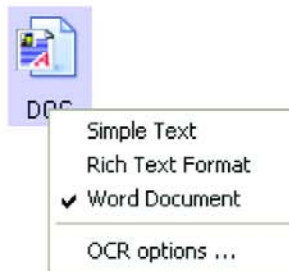 DOC
Simple Text
Rich Text Format
Word Document
OCR options ...